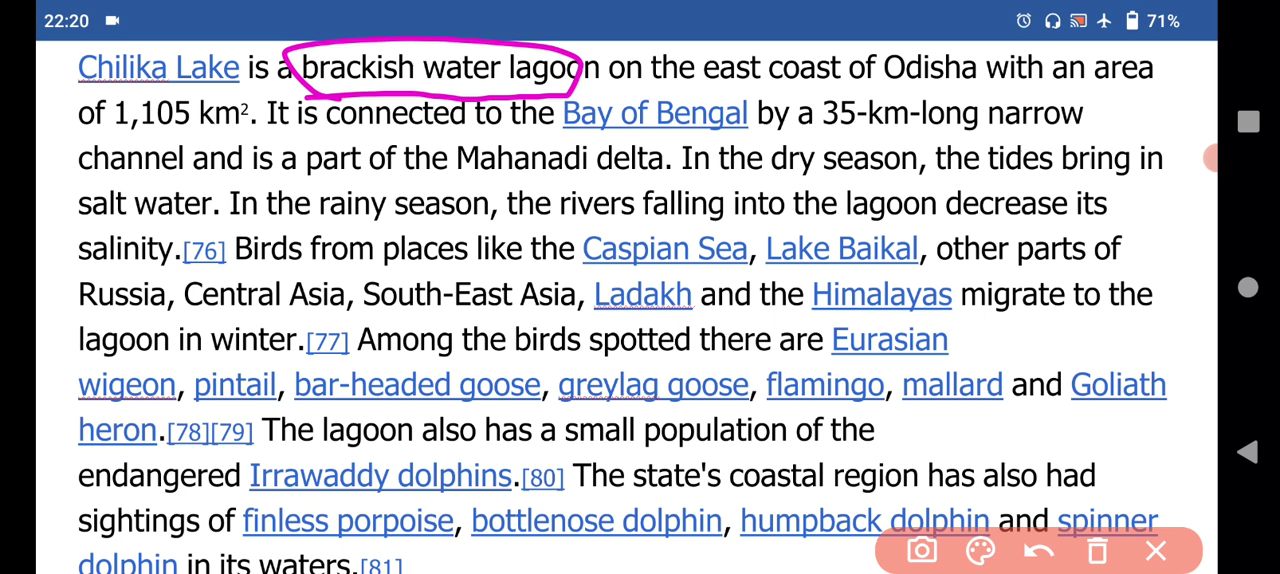 22:20 71%
Chilika Lake is a brackish water lagoon on the east coast of Odisha with an area
of 1,105 km². It is connected to the Bay of Bengal by a 35-km-long narrow
channel and is a part of the Mahanadi delta. In the dry season, the tides bring in
salt water. In the rainy season, the rivers falling into the lagoon decrease its
salinity.[76] Birds from places like the Caspian Sea, Lake Baikal, other parts of
Russia, Central Asia, South-East Asia, Ladakh and the Himalayas migrate to the
lagoon in winter.[77] Among the birds spotted there are Eurasian
wigeon, pintail, bar-headed goose, greylag goose, flamingo, mallard and Goliath
heron.[78][79] The lagoon also has a small population of the
endangered Irrawaddy dolphins.[80] The state's coastal region has also had
sightings of finless porpoise, bottlenose dolphin, humpback dolphin and spinner
dolphin in its waters.[81]